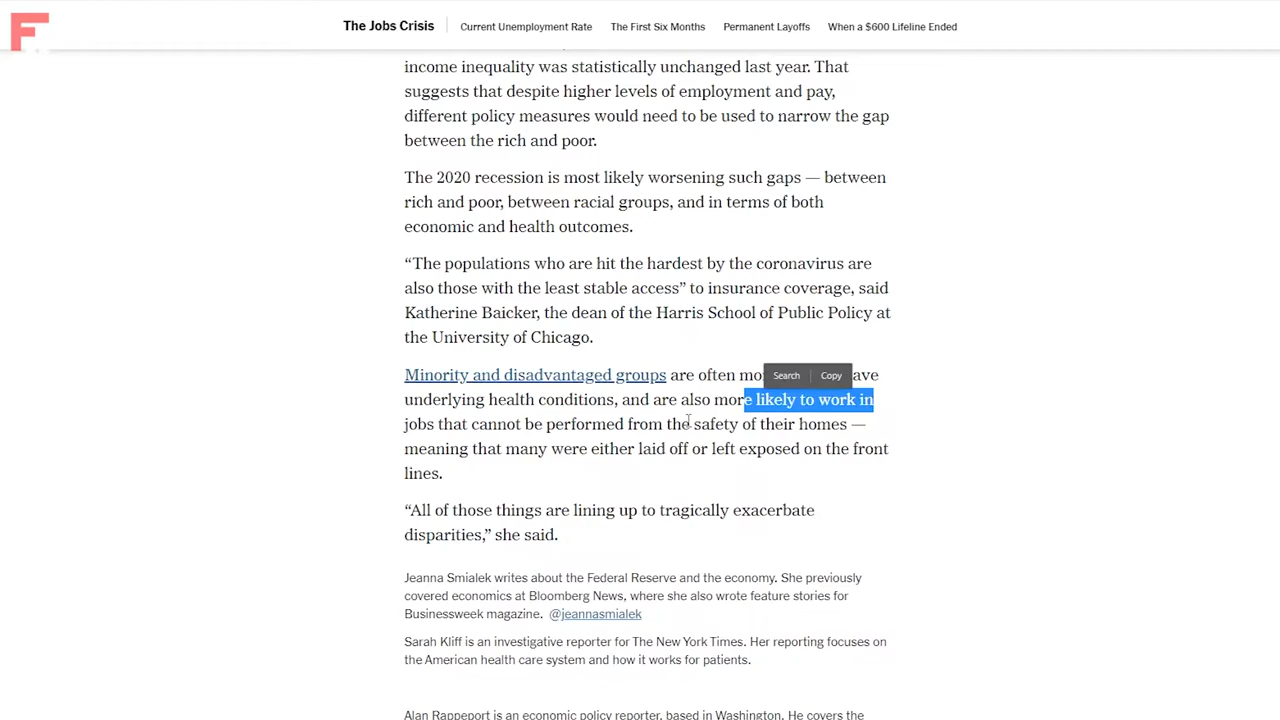 F
The Jobs Crisis
Current Unemployment Rate
The First Six Months
Permanent Layoffs
When a $600 Lifeline Ended
income inequality was statistically unchanged last year. That
suggests that despite higher levels of employment and pay,
different policy measures would need to be used to narrow the gap
between the rich and poor.
The 2020 recession is most likely worsening such gaps — between
rich and poor, between racial groups, and in terms of both
economic and health outcomes.
“The populations who are hit the hardest by the coronavirus are
also those with the least stable access” to insurance coverage, said
Katherine Baicker, the dean of the Harris School of Public Policy at
the University of Chicago.
Search
Copy
Minority and disadvantaged groups are often
underlying health conditions, and are also more likely to work in
jobs that cannot be performed from the safety of their homes —
meaning that many were either laid off or left exposed on the front
lines.
“All of those things are lining up to tragically exacerbate
disparities,” she said.
Jeanna Smialek writes about the Federal Reserve and the economy. She previously
covered economics at Bloomberg News, where she also wrote feature stories for
Businessweek magazine. @jeannasmialek
Sarah Kliff is an investigative reporter for The New York Times. Her reporting focuses on
the American health care system and how it works for patients.
Alan Rappeport is an economic policy reporter, based in Washington. He covers the